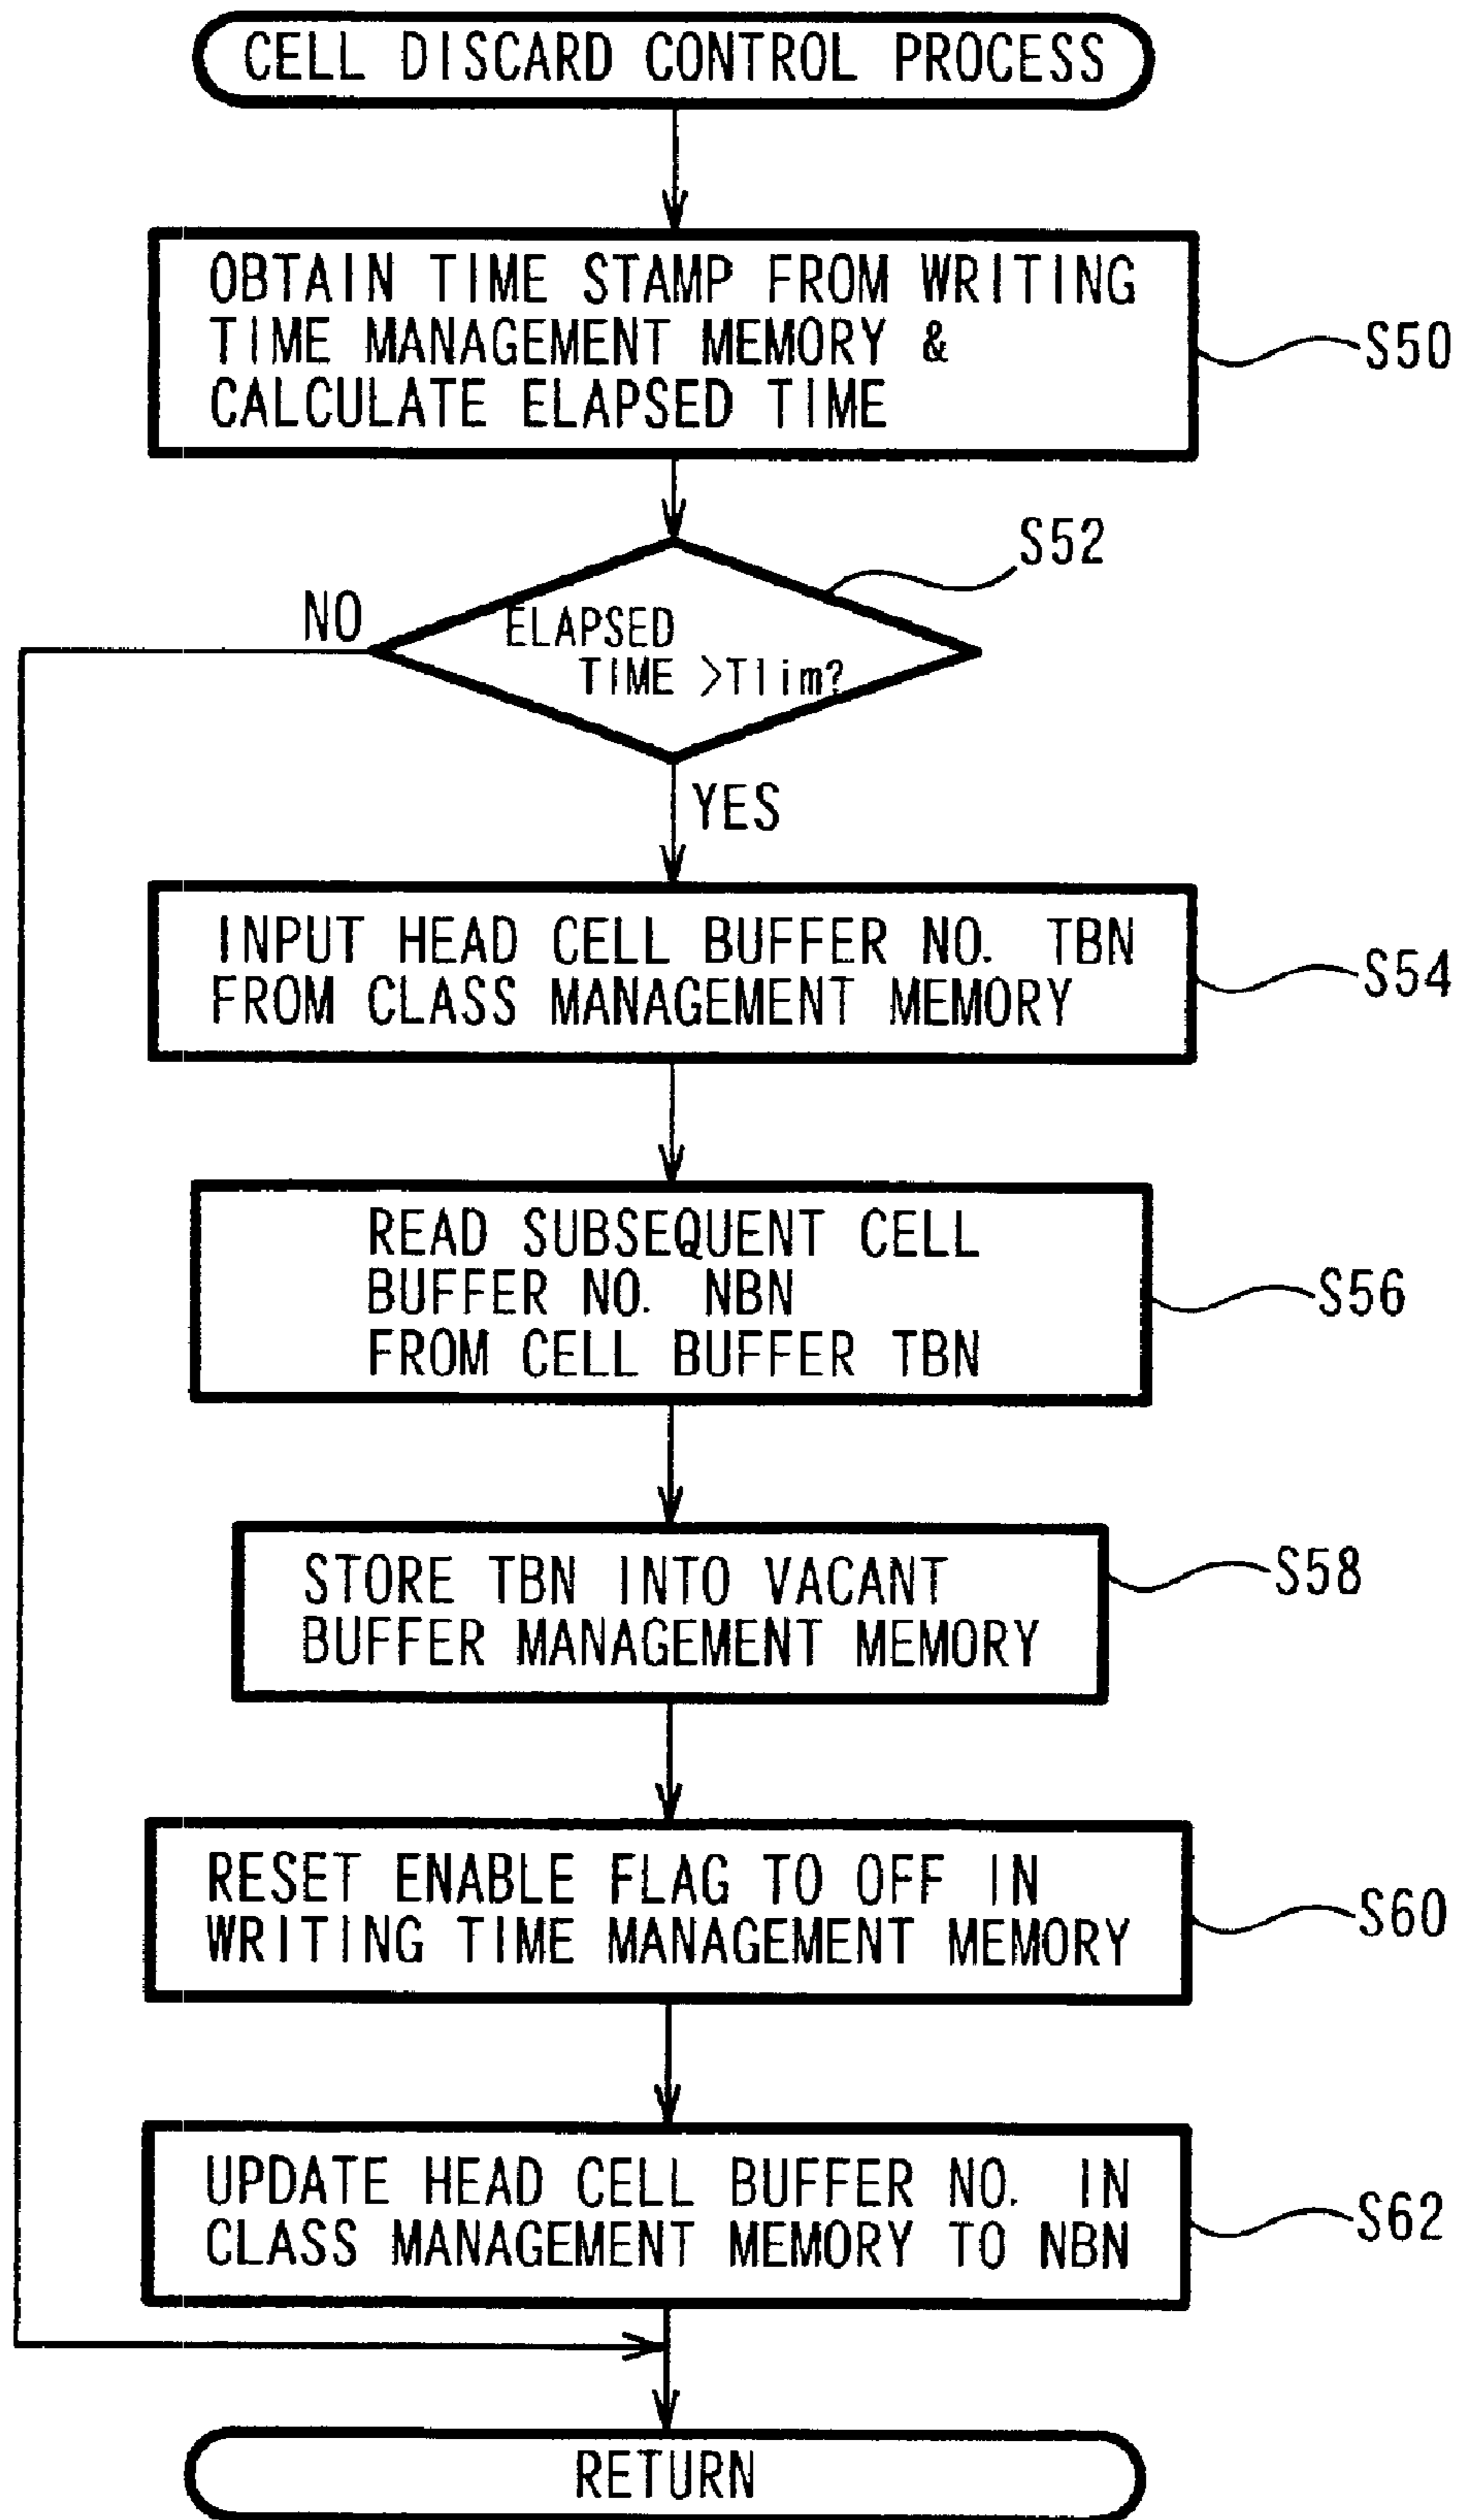 CELL DISCARD CONTROL PROCESS
OBTAIN TIME STAMP FROM WRITING
TIME MANAGEMENT MEMORY &
CALCULATE ELAPSED TIME
S50
S52
NO
ELAPSED
TIME >Tlim?
YES
INPUT HEAD CELL BUFFER NO. TBN
FROM CLASS MANAGEMENT MEMORY
S54
READ SUBSEQUENT CELL
BUFFER NO. NBN
FROM CELL BUFFER TBN
S56
STORE TBN INTO VACANT
BUFFER MANAGEMENT MEMORY
S58
RESET ENABLE FLAG TO OFF IN
WRITING TIME MANAGEMENT MEMORY
S60
UPDATE HEAD CELL BUFFER NO. IN
CLASS MANAGEMENT MEMORY TO NBN
S62
RETURN